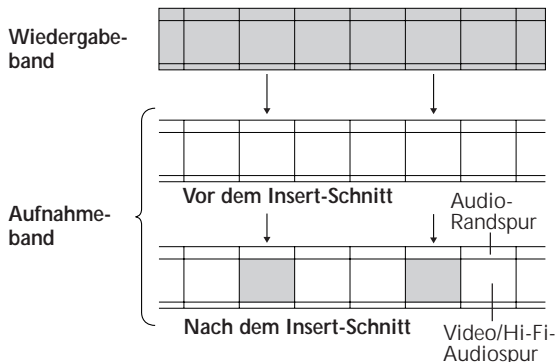 Wiedergabe-
band
Vor dem Insert-Schnitt
Aufnahme-
band
Audio-
Randspur
Nach dem Insert-Schnitt
Video/Hi-Fi-
Audiospur